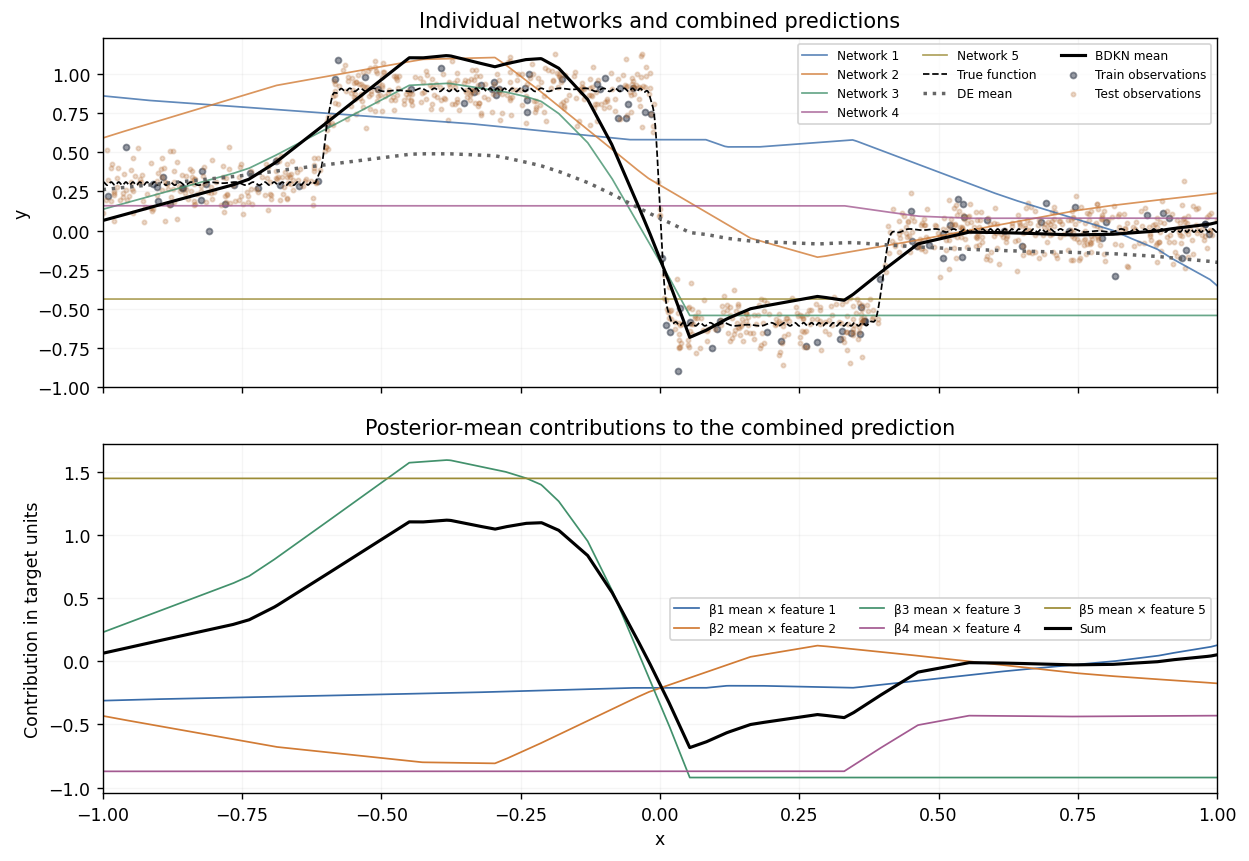 Individual networks and combined predictions
y
1.00
0.75
0.50
0.25
0.00
−0.25
−0.50
−0.75
−1.00
Network 1
Network 2
Network 3
Network 4
Network 5
True function
DE mean
BDKN mean
Train observations
Test observations
Posterior-mean contributions to the combined prediction
Contribution in target units
1.5
1.0
0.5
0.0
−0.5
−1.0
β1 mean × feature 1
β2 mean × feature 2
β3 mean × feature 3
β4 mean × feature 4
β5 mean × feature 5
Sum
−1.00 −0.75 −0.50 −0.25 0.00 0.25 0.50 0.75 1.00
x